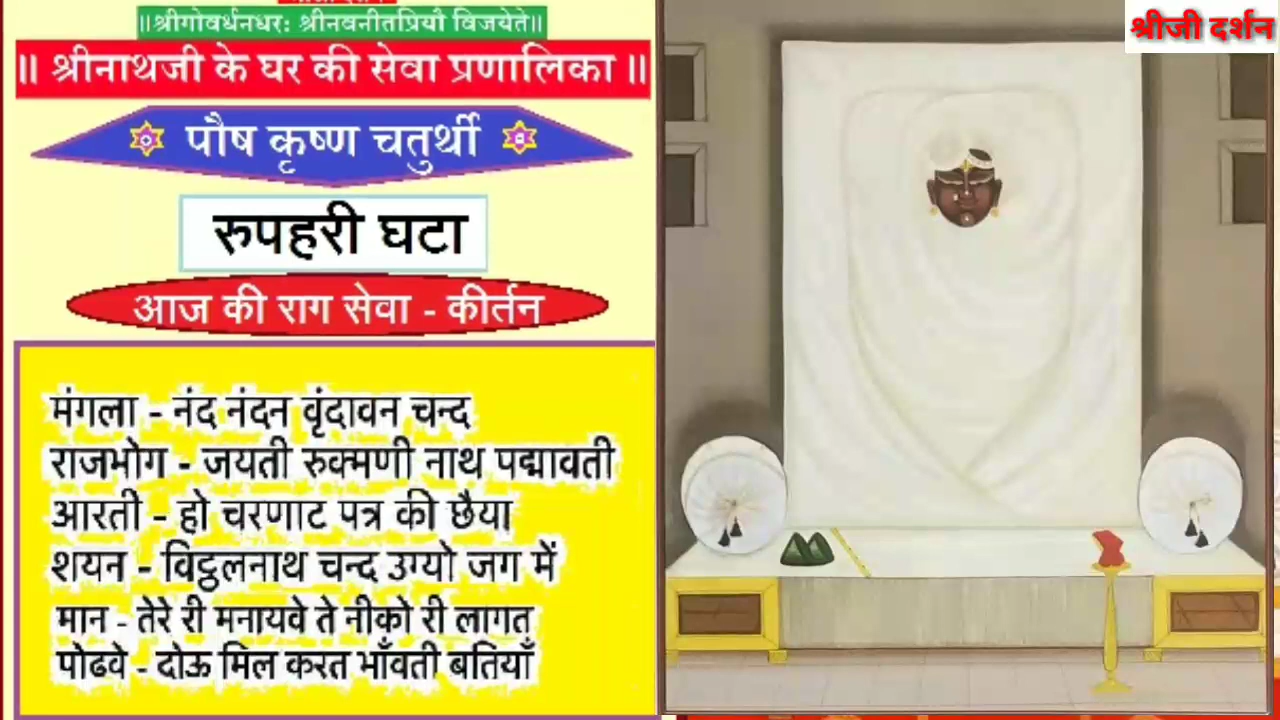 ॥श्रीगोवर्धनधरः श्रीनवनीतप्रियौ विजयेते॥
॥ श्रीनाथजी के घर की सेवा प्रणालिका ॥
पौष कृष्ण चतुर्थी
रुपहरी घटा
आज की राग सेवा - कीर्तन
मंगला - नंद नंदन वृंदावन चन्द
राजभोग - जयती रुक्मणी नाथ पद्मावती
आरती - हो चरणाट पत्र की छैया
शयन - विट्ठलनाथ चन्द उग्यो जग में
मान - तेरे री मनायवे ते नीको री लागत
पोढवे - दोऊ मिल करत भाँवती बतियाँ
श्रीजी दर्शन